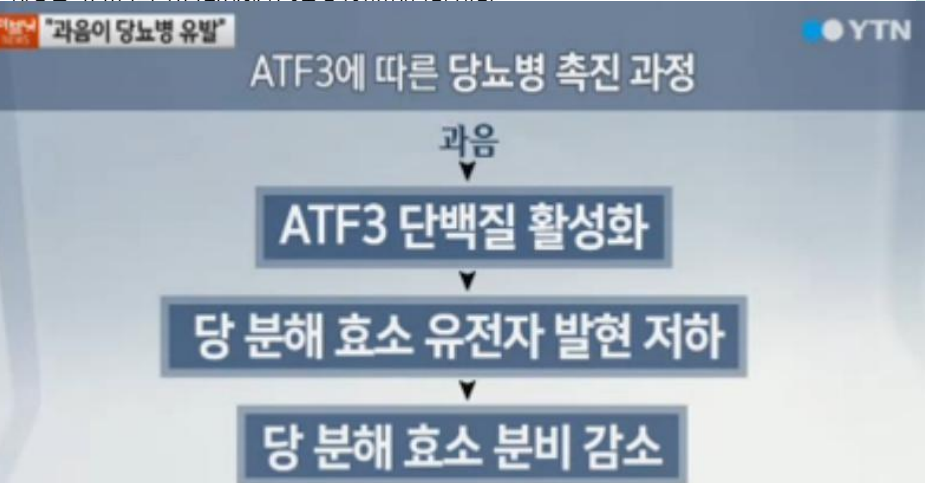 "과음이 당뇨병 유발"
YTN
ATF3에 따른 당뇨병 촉진 과정
과음
ATF3 단백질 활성화
당 분해 효소 유전자 발현 저하
당 분해 효소 분비 감소